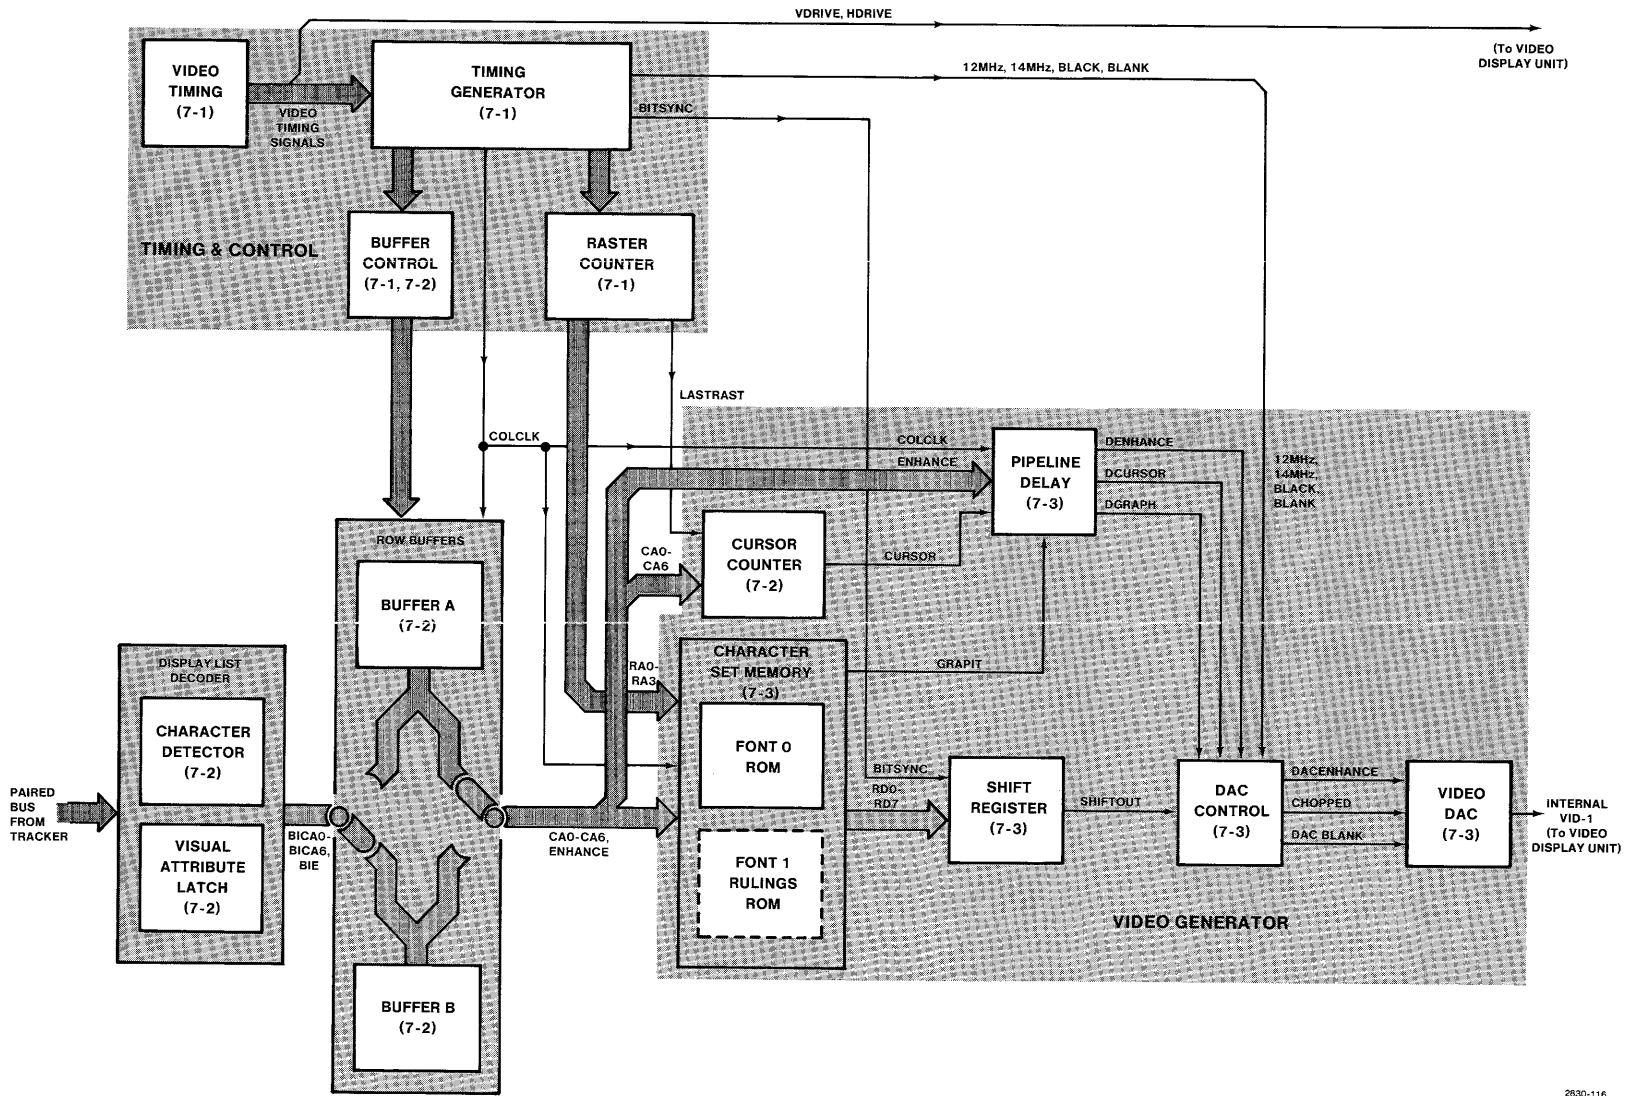 VDRIVE, HDRIVE
(To VIDEO
DISPLAY UNIT)
VIDEO
TIMING
(7-1)
VIDEO
TIMING
SIGNALS
TIMING
GENERATOR
(7-1)
12MHz, 14MHz, BLACK, BLANK
BITSYNC
TIMING & CONTROL
BUFFER
CONTROL
(7-1, 7-2)
RASTER
COUNTER
(7-1)
LASTRAST
COLCLK
COLCLK
ENHANCE
PIPELINE
DELAY
(7-3)
DENHANCE
DCURSOR
DGRAPH
12MHz,
14MHz,
BLACK,
BLANK
ROW BUFFERS
BUFFER A
(7-2)
CA0-
CA6
CURSOR
COUNTER
(7-2)
CURSOR
DISPLAY LIST
DECODER
CHARACTER
DETECTOR
(7-2)
VISUAL
ATTRIBUTE
LATCH
(7-2)
PAIRED
BUS
FROM
TRACKER
BICA0-
BICA6,
BIE
BUFFER B
(7-2)
CA0-CA6,
ENHANCE
RA0-
RA3
CHARACTER
SET MEMORY
(7-3)
FONT 0
ROM
FONT 1
RULINGS
ROM
GRAPIT
BITSYNC
RD0-
RD7
SHIFT
REGISTER
(7-3)
SHIFTOUT
DAC
CONTROL
(7-3)
DACENHANCE
CHOPPED
DAC BLANK
VIDEO
DAC
(7-3)
INTERNAL
VID-1
(To VIDEO
DISPLAY UNIT)
VIDEO GENERATOR
2830-116